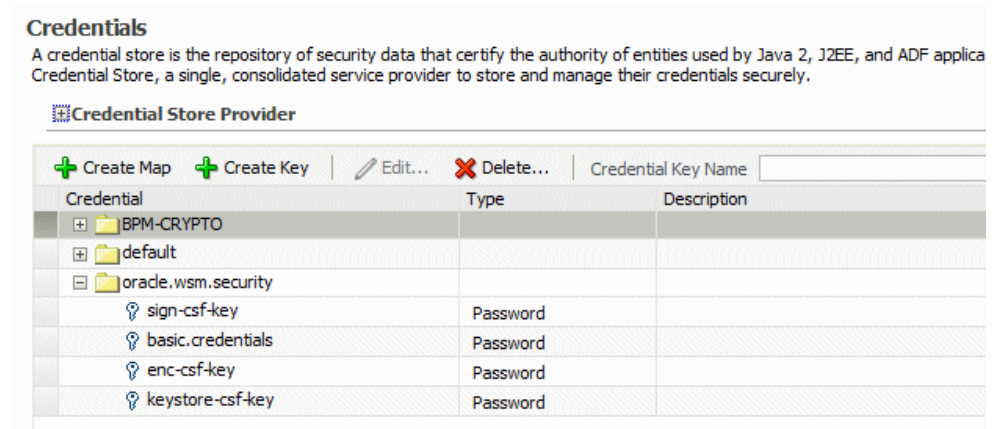 Credentials
A credential store is the repository of security data that certify the authority of entities used by Java 2, J2EE, and ADF applica
Credential Store, a single, consolidated service provider to store and manage their credentials securely.
Credential Store Provider
Create Map Create Key Edit... Delete... Credential Key Name
Credential Type Description
BPM-CRYPTO
default
oracle.wsm.security
sign-csf-key Password
basic.credentials Password
enc-csf-key Password
keystore-csf-key Password